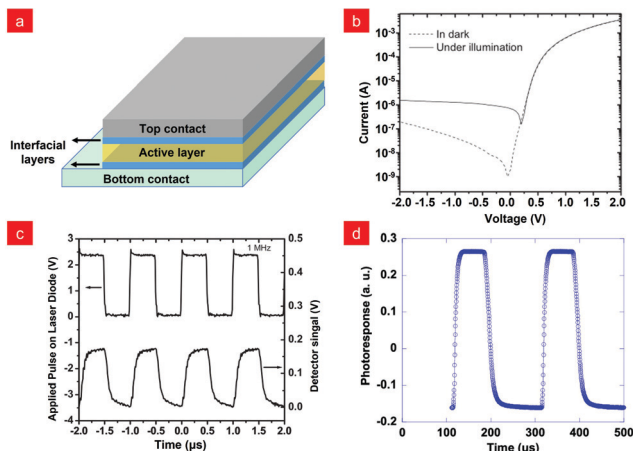 a
Top contact
Interfacial
layers
Active layer
Bottom contact
b
In dark
Under illumination
Current (A)
10⁻³
10⁻⁴
10⁻⁵
10⁻⁶
10⁻⁷
10⁻⁸
10⁻⁹
-2.0 -1.5 -1.0 -0.5 0.0 0.5 1.0 1.5 2.0
Voltage (V)
c
1 MHz
Applied Pulse on Laser Diode (V)
3
2
1
0
-1
-2
-3
-4
0.5
0.4
0.3
0.2
0.1
0.0
Detector singal (V)
-2.0 -1.5 -1.0 -0.5 0.0 0.5 1.0 1.5 2.0
Time (μs)
d
Photoresponse (a. u.)
0.3
0.2
0.1
0
-0.1
-0.2
0 100 200 300 400 500
Time (us)